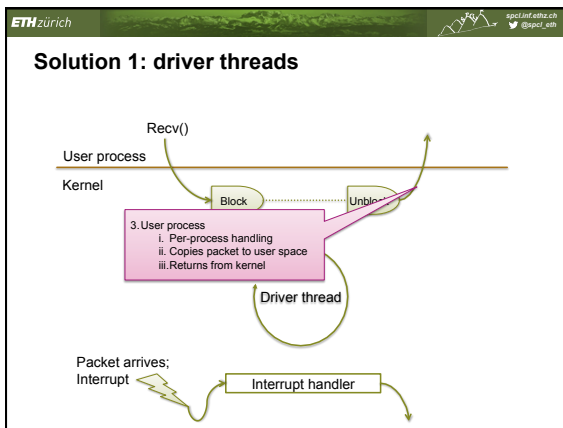 ETH zürich
spcl.inf.ethz.ch
@spcl_eth
Solution 1: driver threads
Recv()
User process
Kernel
Block
Unbloc
3. User process
i. Per-process handling
ii. Copies packet to user space
iii. Returns from kernel
Driver thread
Packet arrives;
Interrupt
Interrupt handler